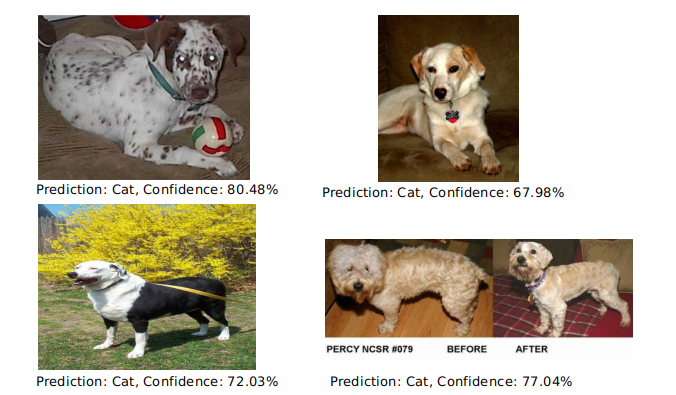 Prediction: Cat, Confidence: 80.48%
Prediction: Cat, Confidence: 67.98%
PERCY NCSR #079 BEFORE AFTER
Prediction: Cat, Confidence: 72.03%
Prediction: Cat, Confidence: 77.04%